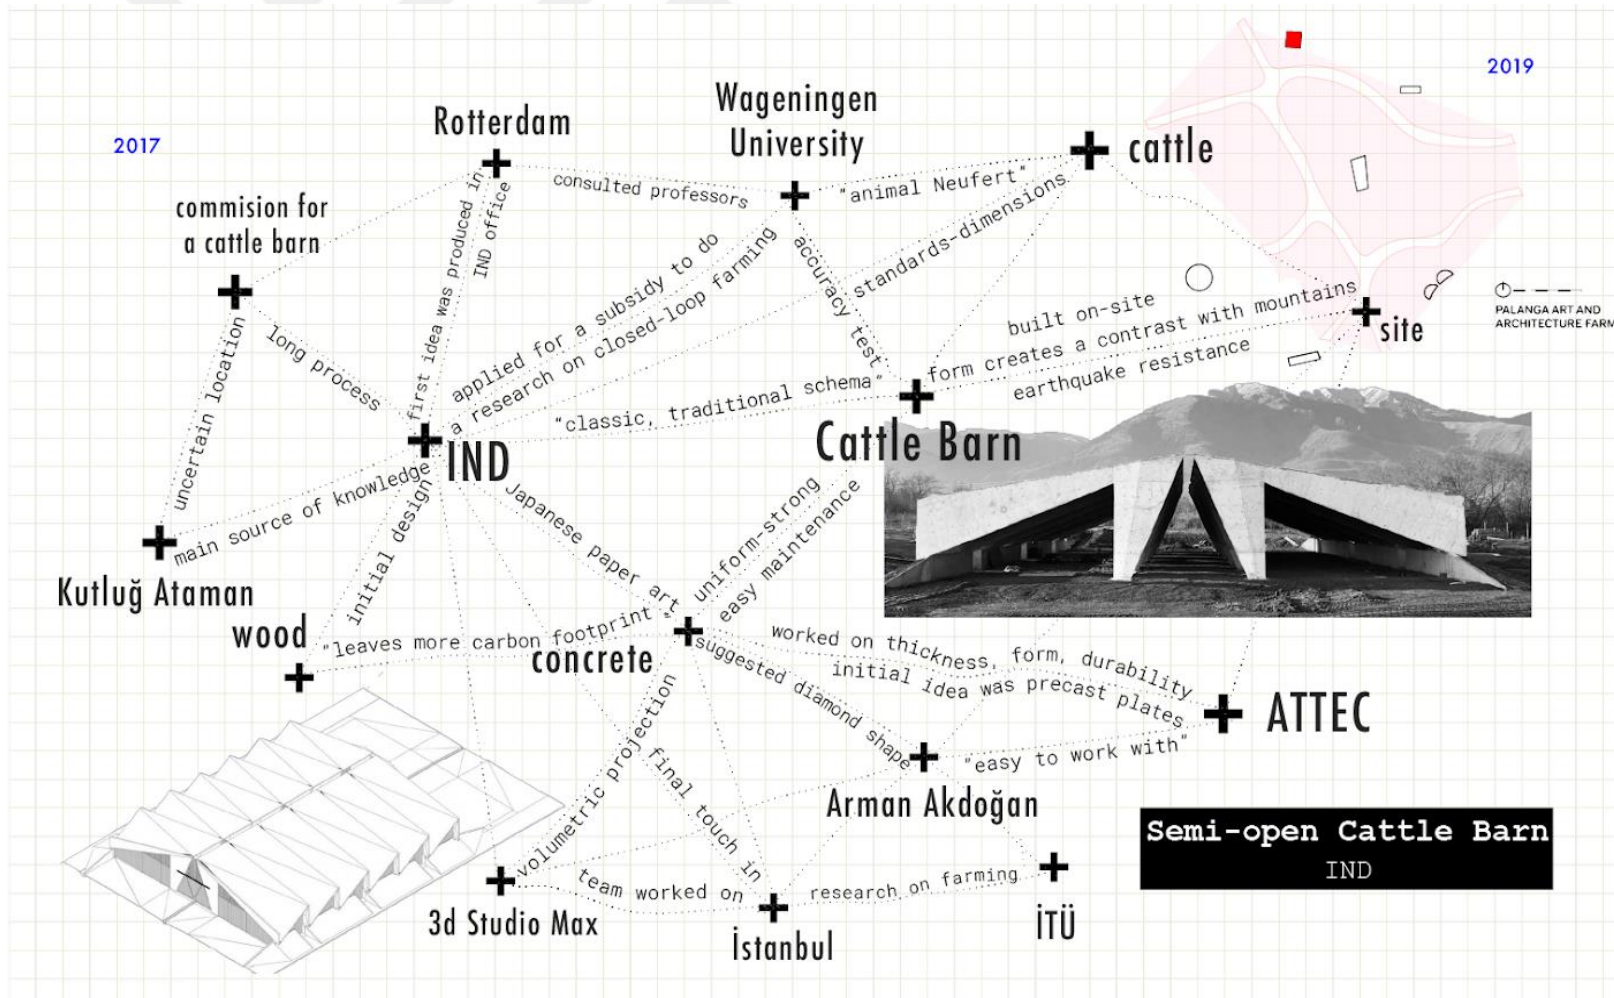 2017
2019
Rotterdam
Wageningen
University
cattle
commision for
a cattle barn
consulted professors
"animal Neufert"
standards-dimensions
first idea was produced in
IND office
applied for a subsidy to do
a research on closed-loop farming
accuracy test
long process
uncertain location
built on-site
form creates a contrast with mountains
earthquake resistance
site
PALANGA ART AND
ARCHITECTURE FARM
"classic, traditional schema"
IND
Cattle Barn
main source of knowledge
initial design
Japanese paper art
uniform-strong
easy maintenance
Kutluğ Ataman
wood
"leaves more carbon footprint"
concrete
worked on thickness, form, durability
initial idea was precast plates
suggested diamond shape
ATTEC
"easy to work with"
Arman Akdoğan
volumetric projection
final touch in
3d Studio Max
team worked on
İstanbul
research on farming
İTÜ
Semi-open Cattle Barn
IND